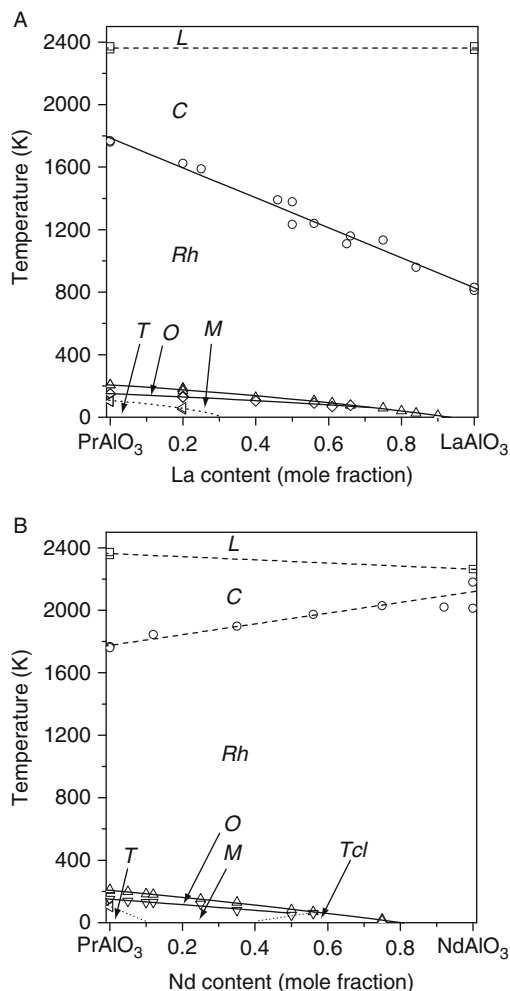 A
2400
2000
1600
1200
800
400
0
Temperature (K)
L
C
Rh
T
O
M
PrAlO3
0.2
0.4
0.6
0.8
LaAlO3
La content (mole fraction)
B
2400
2000
1600
1200
800
400
0
Temperature (K)
L
C
Rh
O
T
M
Tcl
PrAlO3
0.2
0.4
0.6
0.8
NdAlO3
Nd content (mole fraction)